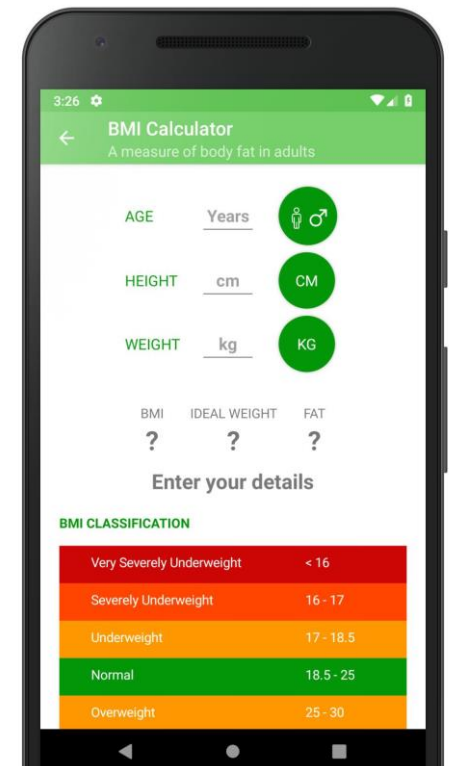 3:26
BMI Calculator
A measure of body fat in adults
AGE Years
HEIGHT cm CM
WEIGHT kg KG
BMI IDEAL WEIGHT FAT
? ? ?
Enter your details
BMI CLASSIFICATION
Very Severely Underweight < 16
Severely Underweight 16 - 17
Underweight 17 - 18.5
Normal 18.5 - 25
Overweight 25 - 30